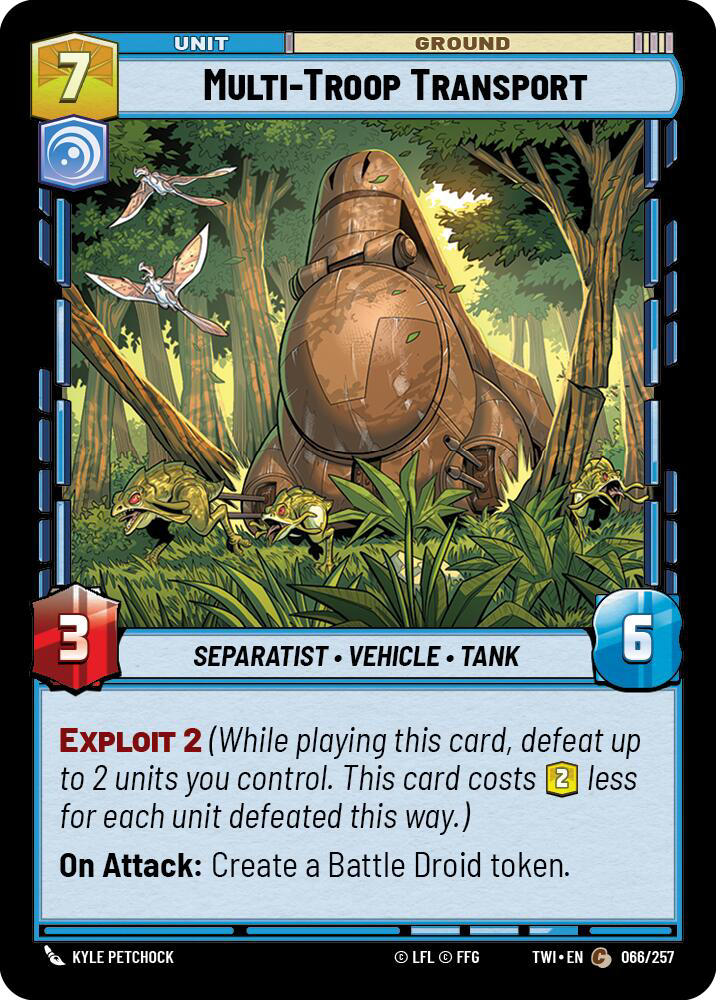 UNIT
GROUND
7
MULTI-TROOP TRANSPORT
3
SEPARATIST • VEHICLE • TANK
6
EXPLOIT 2 (While playing this card, defeat up
to 2 units you control. This card costs 2 less
for each unit defeated this way.)
On Attack: Create a Battle Droid token.
KYLE PETCHOCK
© LFL © FFG
TWI • EN C 066/257